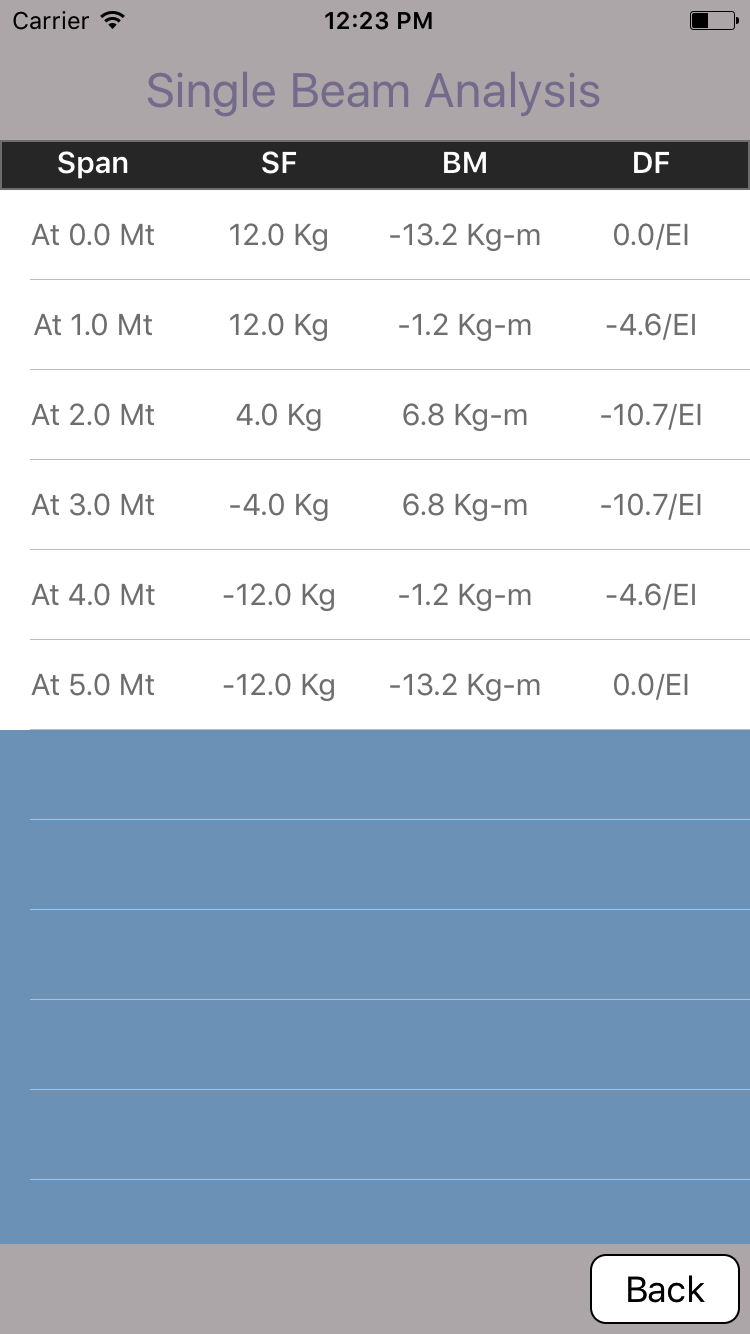 Carrier 12:23 PM
Single Beam Analysis
Span SF BM DF
At 0.0 Mt 12.0 Kg -13.2 Kg-m 0.0/EI
At 1.0 Mt 12.0 Kg -1.2 Kg-m -4.6/EI
At 2.0 Mt 4.0 Kg 6.8 Kg-m -10.7/EI
At 3.0 Mt -4.0 Kg 6.8 Kg-m -10.7/EI
At 4.0 Mt -12.0 Kg -1.2 Kg-m -4.6/EI
At 5.0 Mt -12.0 Kg -13.2 Kg-m 0.0/EI
Back